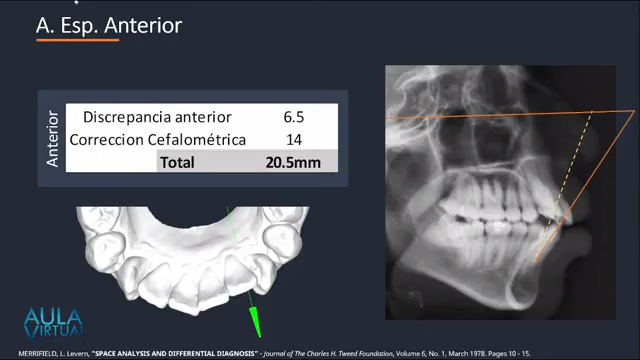 A. Esp. Anterior
Anterior
Discrepancia anterior 6.5
Correccion Cefalométrica 14
Total 20.5mm
AULA
VIRTUAL
MERRIFIELD, L. Levern, "SPACE ANALYSIS AND DIFFERENTIAL DIAGNOSIS" - Journal of The Charles H. Tweed Foundation, Volume 6, No. 1, March 1978. Pages 10 - 15.